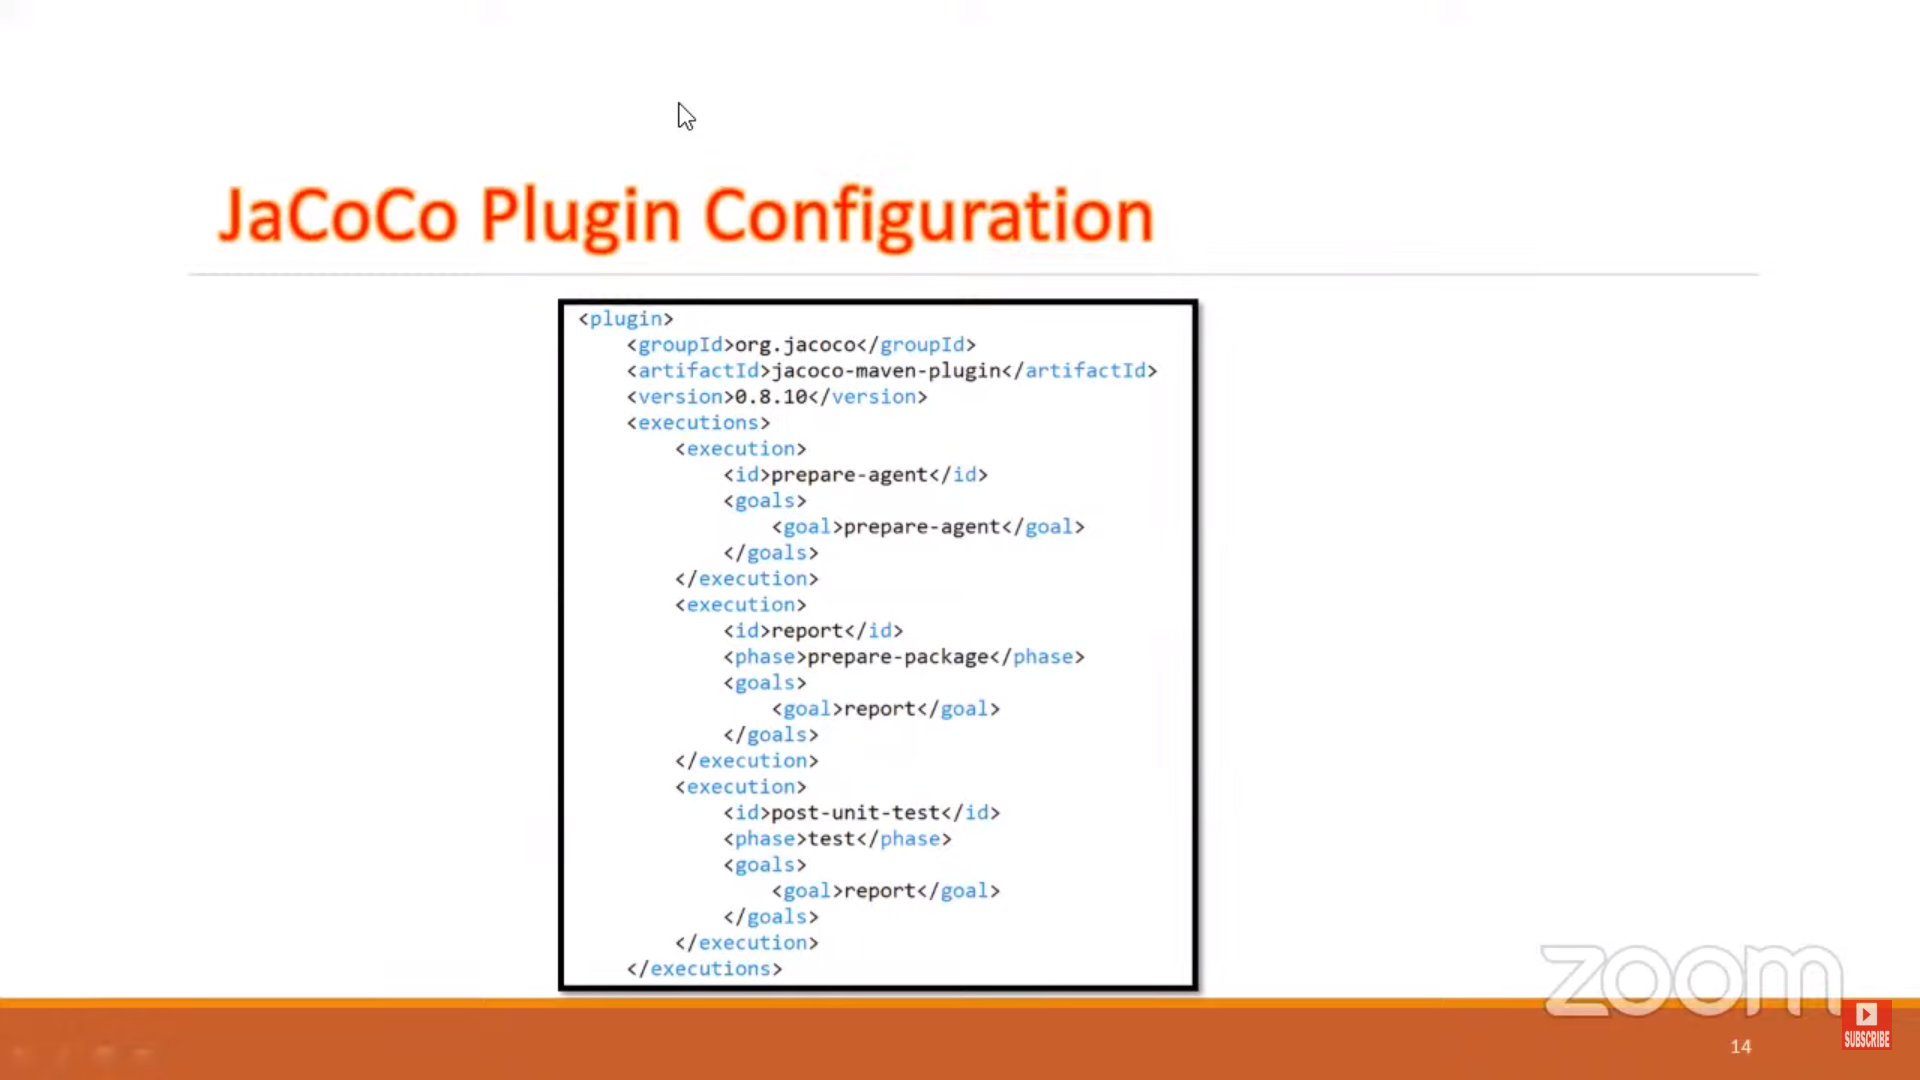 JaCoCo Plugin Configuration
<plugin>
    <groupId>org.jacoco</groupId>
    <artifactId>jacoco-maven-plugin</artifactId>
    <version>0.8.10</version>
    <executions>
        <execution>
            <id>prepare-agent</id>
            <goals>
                <goal>prepare-agent</goal>
            </goals>
        </execution>
        <execution>
            <id>report</id>
            <phase>prepare-package</phase>
            <goals>
                <goal>report</goal>
            </goals>
        </execution>
        <execution>
            <id>post-unit-test</id>
            <phase>test</phase>
            <goals>
                <goal>report</goal>
            </goals>
        </execution>
    </executions>
zoom
SUBSCRIBE
14